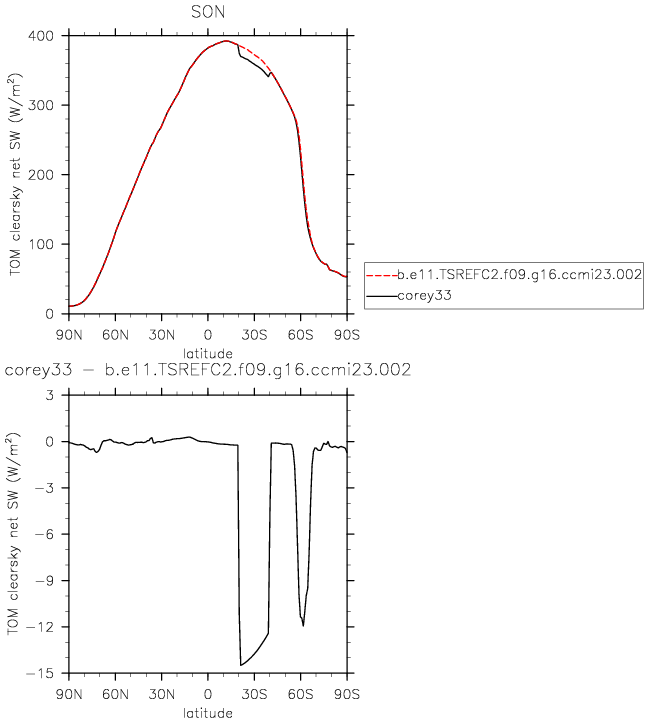 SON
TOM clearsky net SW (W/m²)
400
300
200
100
0
90N 60N 30N 0 30S 60S 90S
latitude
b.e11.TSREFC2.f09.g16.ccmi23.002
corey33
corey33 − b.e11.TSREFC2.f09.g16.ccmi23.002
TOM clearsky net SW (W/m²)
3
0
−3
−6
−9
−12
−15
90N 60N 30N 0 30S 60S 90S
latitude